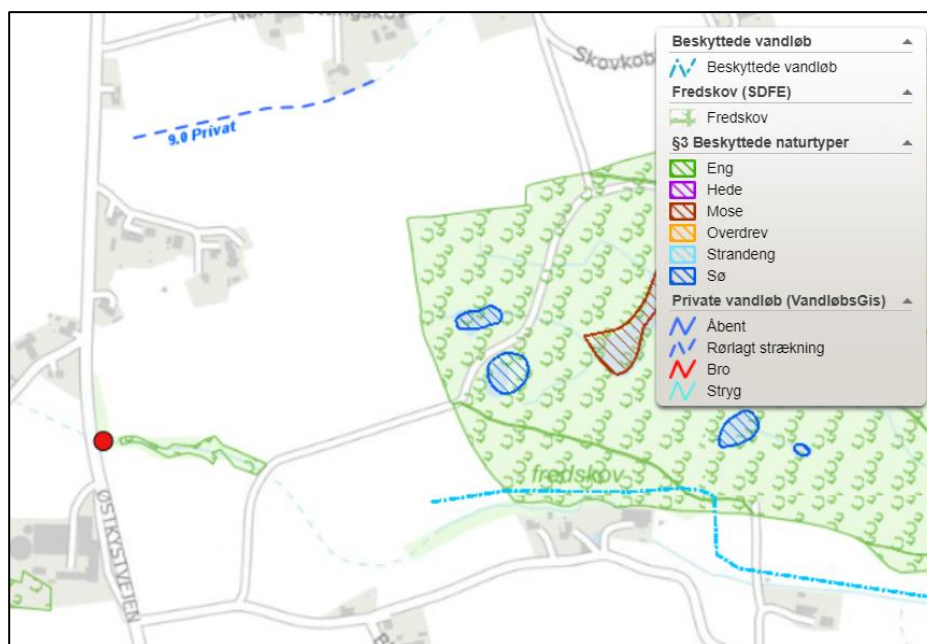 Beskyttede vandløb
Beskyttede vandløb
Fredskov (SDFE)
Fredskov
§3 Beskyttede naturtyper
Eng
Hede
Mose
Overdrev
Strandeng
Sø
Private vandløb (VandløbsGis)
Åbent
Rørlagt strækning
Bro
Stryg
9.0 Privat
fredskov
ØSTKYSTVEJEN